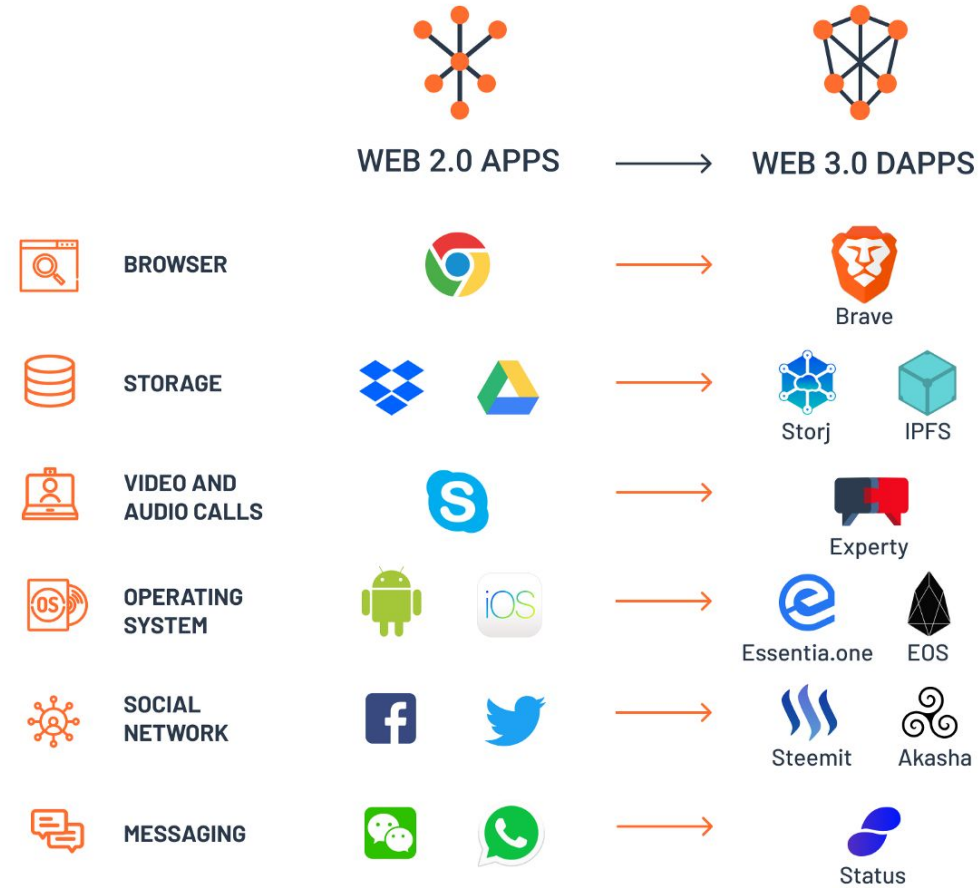 WEB 2.0 APPS
WEB 3.0 DAPPS
BROWSER
Brave
STORAGE
Storj
IPFS
VIDEO AND
AUDIO CALLS
S
Experty
OS
OPERATING
SYSTEM
iOS
Essentia.one
EOS
SOCIAL
NETWORK
f
Steemit
Akasha
MESSAGING
Status